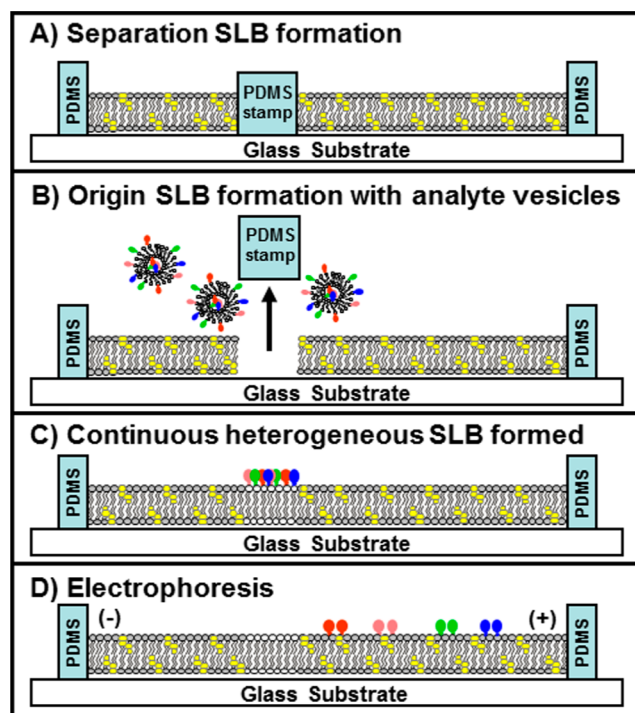 A) Separation SLB formation
PDMS
PDMS
stamp
PDMS
Glass Substrate
B) Origin SLB formation with analyte vesicles
PDMS
stamp
PDMS
PDMS
Glass Substrate
C) Continuous heterogeneous SLB formed
PDMS
PDMS
Glass Substrate
D) Electrophoresis
PDMS
(-)
(+)
PDMS
Glass Substrate